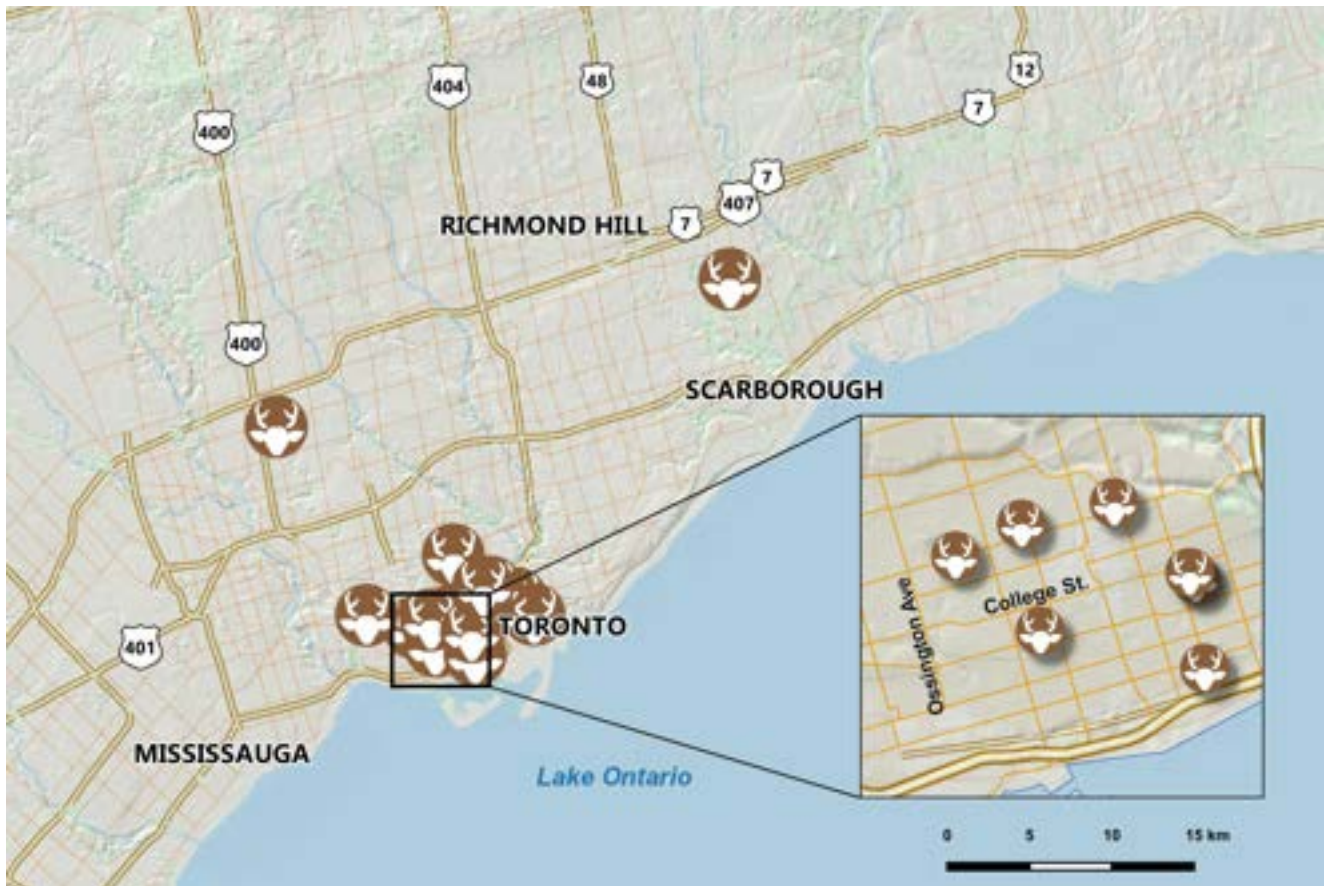 12
404
48
7
400
7
407
RICHMOND HILL
7
400
SCARBOROUGH
College St.
Ossington Ave
TORONTO
401
MISSISSAUGA
Lake Ontario
0 5 10 15 km